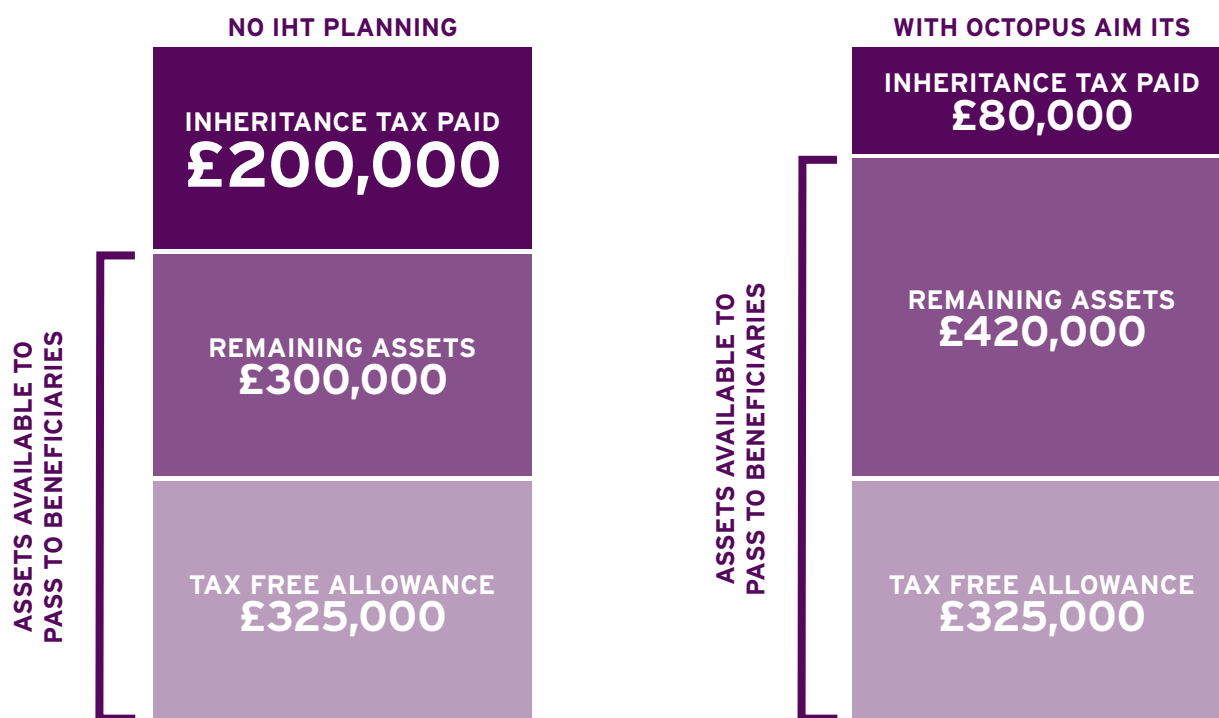 NO IHT PLANNING
INHERITANCE TAX PAID
£200,000
REMAINING ASSETS
£300,000
TAX FREE ALLOWANCE
£325,000
ASSETS AVAILABLE TO
PASS TO BENEFICIARIES
WITH OCTOPUS AIM ITS
INHERITANCE TAX PAID
£80,000
REMAINING ASSETS
£420,000
TAX FREE ALLOWANCE
£325,000
ASSETS AVAILABLE TO
PASS TO BENEFICIARIES